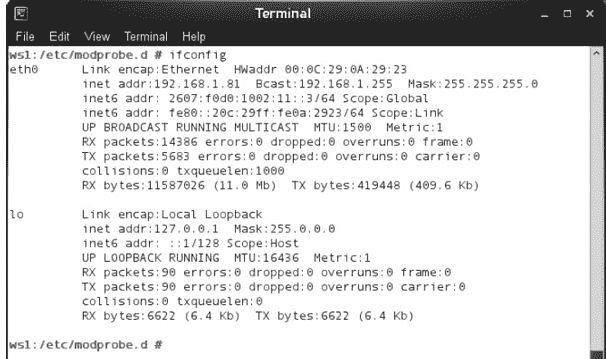 Terminal
File Edit View Terminal Help
ws1:/etc/modprobe.d # ifconfig
eth0 Link encap:Ethernet HWaddr 00:0C:29:0A:29:23
inet addr:192.168.1.81 Bcast:192.168.1.255 Mask:255.255.255.0
inet6 addr: 2607:f0d0:1002:11::3/64 Scope:Global
inet6 addr: fe80::20c:29ff:fe0a:2923/64 Scope:Link
UP BROADCAST RUNNING MULTICAST MTU:1500 Metric:1
RX packets:14386 errors:0 dropped:0 overruns:0 frame:0
TX packets:5683 errors:0 dropped:0 overruns:0 carrier:0
collisions:0 txqueuelen:1000
RX bytes:11587026 (11.0 Mb) TX bytes:419448 (409.6 Kb)
lo Link encap:Local Loopback
inet addr:127.0.0.1 Mask:255.0.0.0
inet6 addr: ::1/128 Scope:Host
UP LOOPBACK RUNNING MTU:16436 Metric:1
RX packets:90 errors:0 dropped:0 overruns:0 frame:0
TX packets:90 errors:0 dropped:0 overruns:0 carrier:0
collisions:0 txqueuelen:0
RX bytes:6622 (6.4 Kb) TX bytes:6622 (6.4 Kb)
ws1:/etc/modprobe.d #